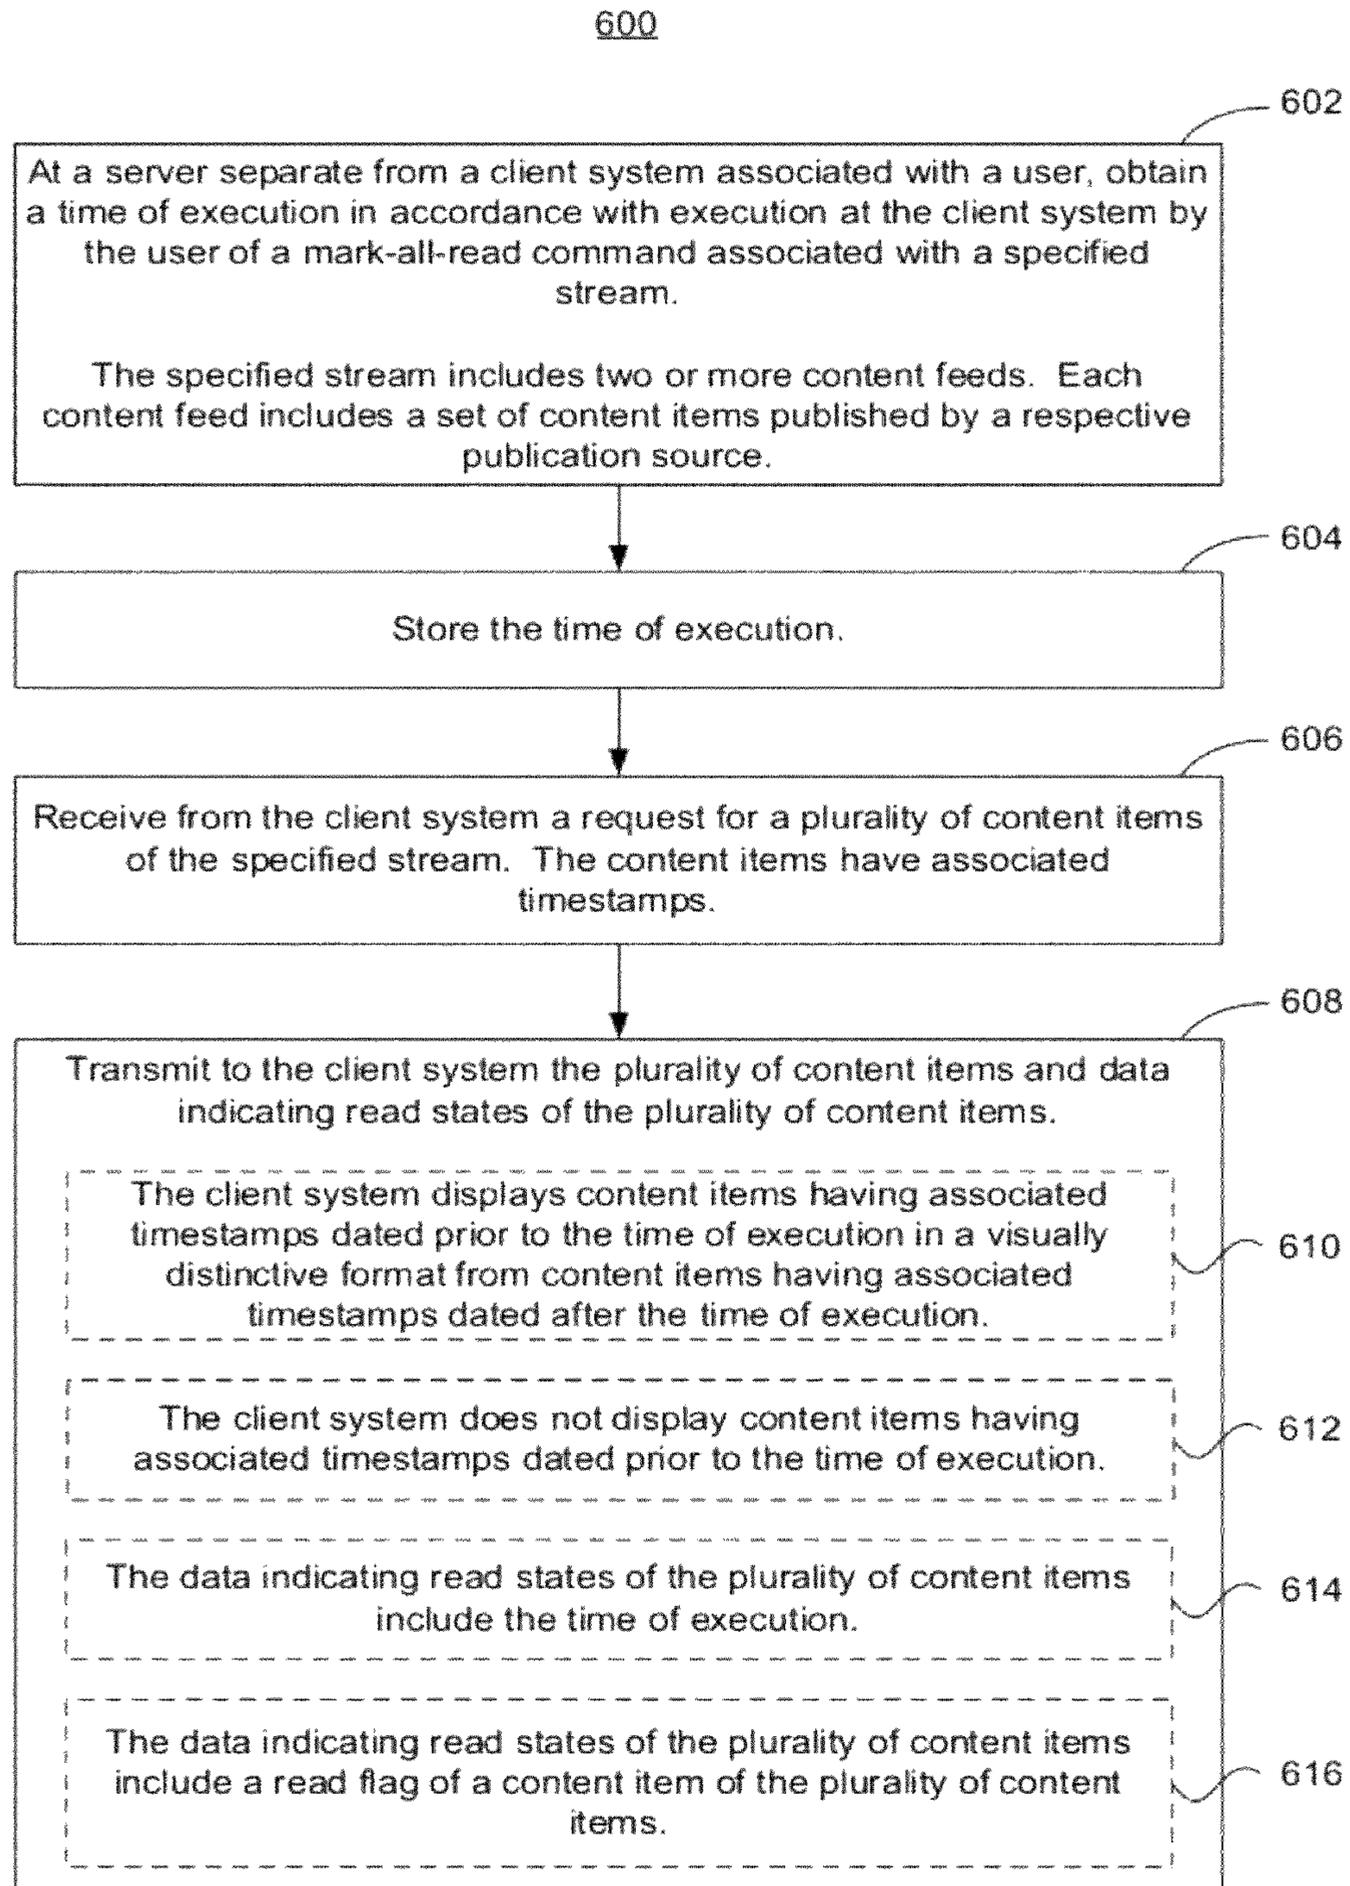 600
602
At a server separate from a client system associated with a user, obtain
a time of execution in accordance with execution at the client system by
the user of a mark-all-read command associated with a specified
stream.
The specified stream includes two or more content feeds. Each
content feed includes a set of content items published by a respective
publication source.
604
Store the time of execution.
606
Receive from the client system a request for a plurality of content items
of the specified stream. The content items have associated
timestamps.
608
Transmit to the client system the plurality of content items and data
indicating read states of the plurality of content items.
The client system displays content items having associated
timestamps dated prior to the time of execution in a visually
distinctive format from content items having associated
timestamps dated after the time of execution.
610
The client system does not display content items having
associated timestamps dated prior to the time of execution.
612
The data indicating read states of the plurality of content items
include the time of execution.
614
The data indicating read states of the plurality of content items
include a read flag of a content item of the plurality of content
items.
616